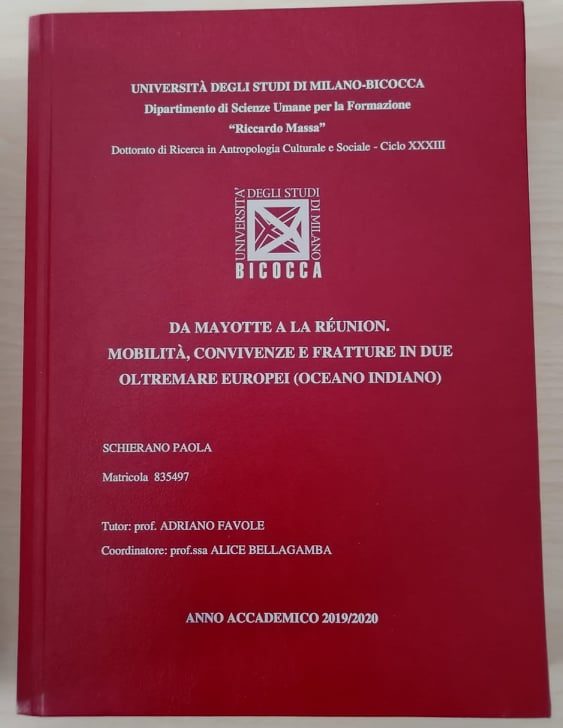 UNIVERSITÀ DEGLI STUDI DI MILANO-BICOCCA
Dipartimento di Scienze Umane per la Formazione
“Riccardo Massa”
Dottorato di Ricerca in Antropologia Culturale e Sociale - Ciclo XXXIII
UNIVERSITA' DEGLI STUDI DI MILANO
BICOCCA
DA MAYOTTE A LA RÉUNION.
MOBILITÀ, CONVIVENZE E FRATTURE IN DUE
OLTREMARE EUROPEI (OCEANO INDIANO)
SCHIERANO PAOLA
Matricola 835497
Tutor: prof. ADRIANO FAVOLE
Coordinatore: prof.ssa ALICE BELLAGAMBA
ANNO ACCADEMICO 2019/2020